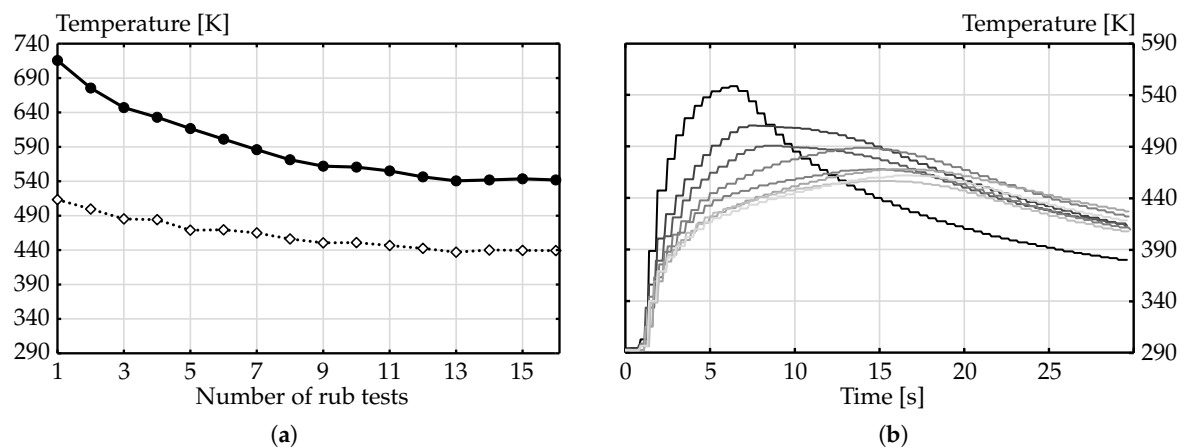 Temperature [K]
740
690
640
590
540
490
440
390
340
290
1 3 5 7 9 11 13 15
Number of rub tests
(a)
Temperature [K]
590
540
490
440
390
340
290
0 5 10 15 20 25
Time [s]
(b)